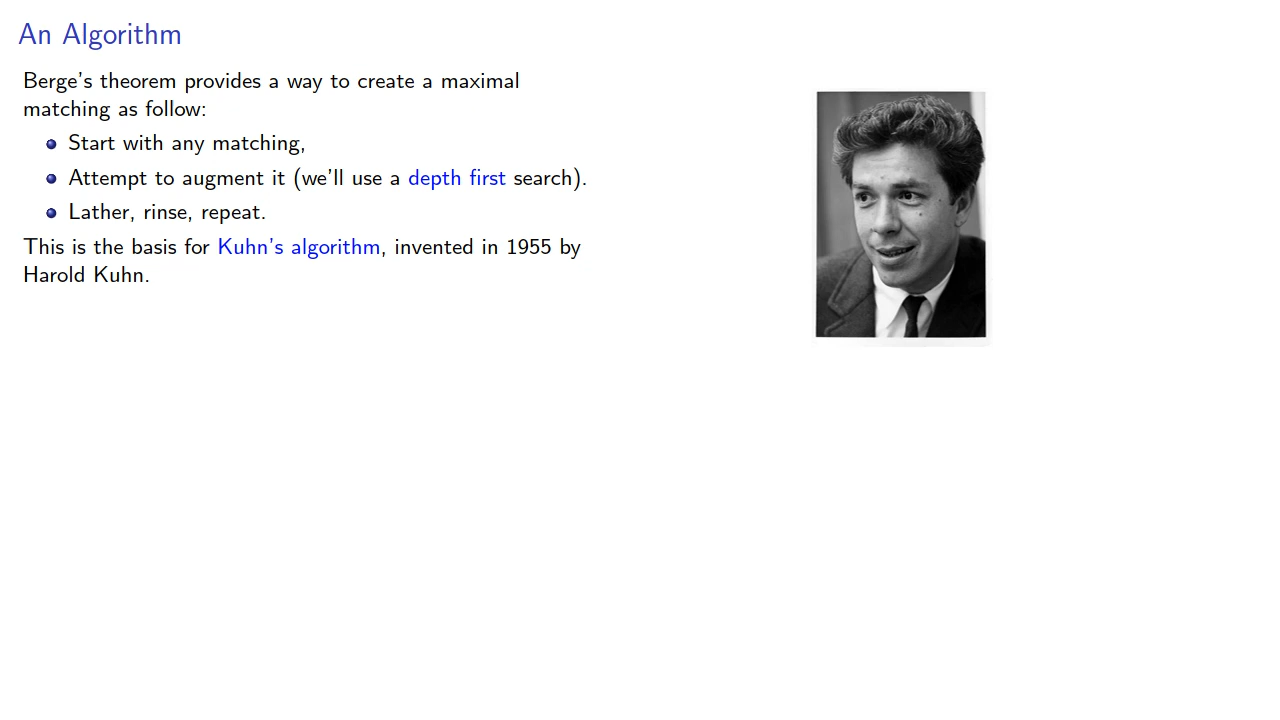 An Algorithm
Berge's theorem provides a way to create a maximal
matching as follow:
Start with any matching,
Attempt to augment it (we'll use a depth first search).
Lather, rinse, repeat.
This is the basis for Kuhn's algorithm, invented in 1955 by
Harold Kuhn.